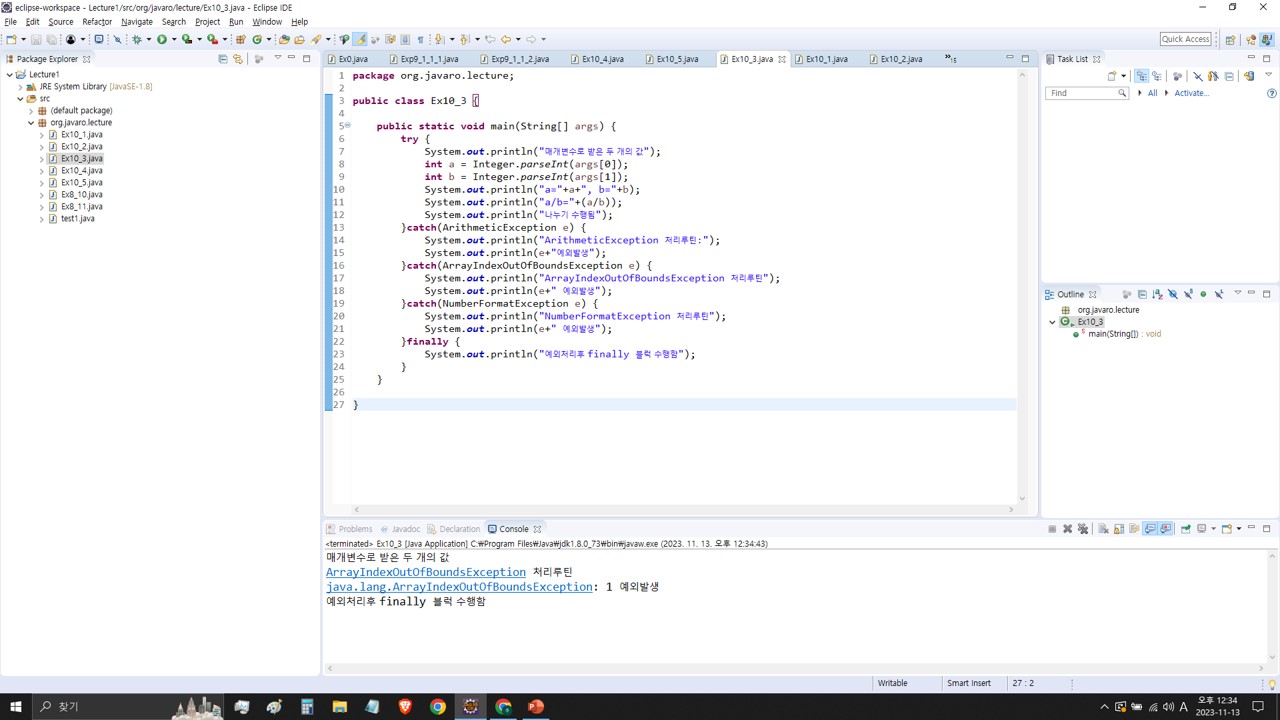 eclipse-workspace - Lecture1/src/org/javaro/lecture/Ex10_3.java - Eclipse IDE
File Edit Source Refactor Navigate Search Project Run Window Help
Quick Access
Package Explorer
Lecture1
JRE System Library [JavaSE-1.8]
src
(default package)
org.javaro.lecture
Ex10_1.java
Ex10_2.java
Ex10_3.java
Ex10_4.java
Ex10_5.java
Ex8_10.java
Ex8_11.java
test1.java
Ex0.java Exp9_1_1_1.java Exp9_1_1_2.java Ex10_4.java Ex10_5.java Ex10_3.java Ex10_1.java Ex10_2.java »15
1 package org.javaro.lecture;
2
3 public class Ex10_3 {
4
5 public static void main(String[] args) {
6 try {
7 System.out.println("매개변수로 받은 두 개의 값");
8 int a = Integer.parseInt(args[0]);
9 int b = Integer.parseInt(args[1]);
10 System.out.println("a="+a+", b="+b);
11 System.out.println("a/b="+(a/b));
12 System.out.println("나누기 수행됨");
13 }catch(ArithmeticException e) {
14 System.out.println("ArithmeticException 처리루틴:");
15 System.out.println(e+"예외발생");
16 }catch(ArrayIndexOutOfBoundsException e) {
17 System.out.println("ArrayIndexOutOfBoundsException 처리루틴");
18 System.out.println(e+" 예외발생");
19 }catch(NumberFormatException e) {
20 System.out.println("NumberFormatException 처리루틴");
21 System.out.println(e+" 예외발생");
22 }finally {
23 System.out.println("예외처리후 finally 블럭 수행함");
24 }
25 }
26
27 }
Task List
Find All Activate...
Outline
org.javaro.lecture
Ex10_3
main(String[]) : void
Problems Javadoc Declaration Console
<terminated> Ex10_3 [Java Application] C:₩Program Files₩Java₩jdk1.8.0_73₩bin₩javaw.exe (2023. 11. 13. 오후 12:34:43)
매개변수로 받은 두 개의 값
ArrayIndexOutOfBoundsException 처리루틴
java.lang.ArrayIndexOutOfBoundsException: 1 예외발생
예외처리후 finally 블럭 수행함
Writable Smart Insert 27 : 2
찾기
A
오후 12:34
2023-11-13